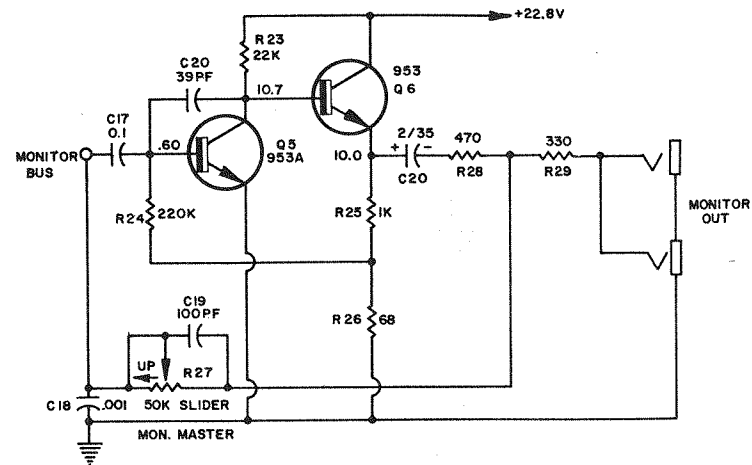 +22.8V
R23
22K
C20
39PF
953
Q6
10.7
C17
0.1
.60
Q5
953A
MONITOR
BUS
10.0
+ 2/35 -
C20
470
R28
330
R29
R24
220K
R25
1K
MONITOR
OUT
C19
100PF
R26
68
UP
R27
C18
.001
50K SLIDER
MON. MASTER